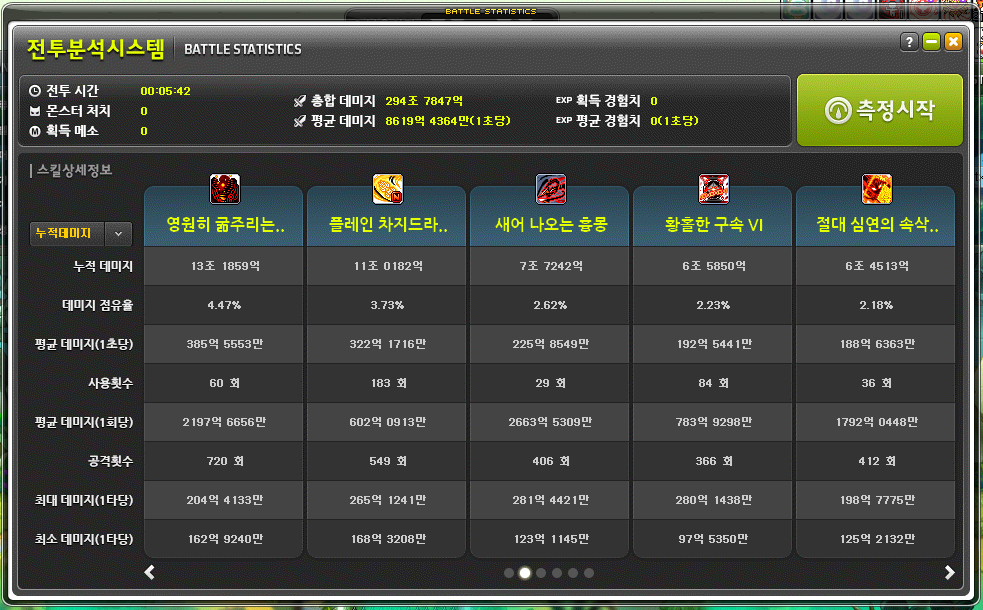 BATTLE STATISTICS
전투분석시스템 BATTLE STATISTICS ?
전투 시간 00:05:42
몬스터 처치 0
획득 메소 0
총합 데미지 294조 7847억
평균 데미지 8619억 4364만(1초당)
EXP 획득 경험치 0
EXP 평균 경험치 0(1초당)
측정시작
스킬상세정보
영원히 굶주리는.. 플레인 차지드라.. 새어 나오는 흉몽 황홀한 구속 VI 절대 심연의 속삭..
누적데미지
누적 데미지 13조 1859억 11조 0182억 7조 7242억 6조 5850억 6조 4513억
데미지 점유율 4.47% 3.73% 2.62% 2.23% 2.18%
평균 데미지(1초당) 385억 5553만 322억 1716만 225억 8549만 192억 5441만 188억 6363만
사용횟수 60 회 183 회 29 회 84 회 36 회
평균 데미지(1회당) 2197억 6656만 602억 0913만 2663억 5309만 783억 9298만 1792억 0448만
공격횟수 720 회 549 회 406 회 366 회 412 회
최대 데미지(1타당) 204억 4133만 265억 1241만 281억 4421만 280억 1438만 198억 7775만
최소 데미지(1타당) 162억 9240만 168억 3208만 123억 1145만 97억 5350만 125억 2132만